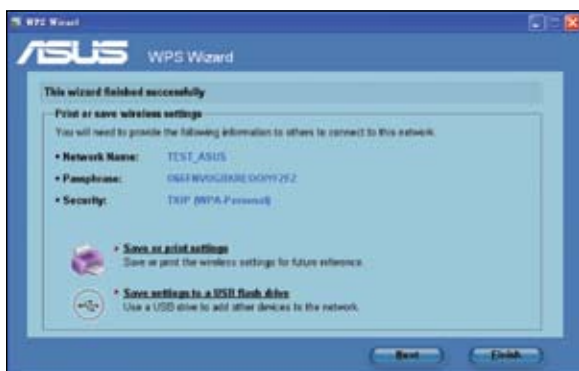 WPS Wizard
ASUS WPS Wizard
This wizard finished successfully
Print or save wireless settings
You will need to provide the following information to others to connect to this network.
• Network Name: TEST_ASUS
• Passphrase:
• Security: TKIP (WPA-Personal)
• Save or print settings
Save or print the wireless settings for future reference.
• Save settings to a USB flash drive
Use a USB drive to add other devices to the network.
Next Finish